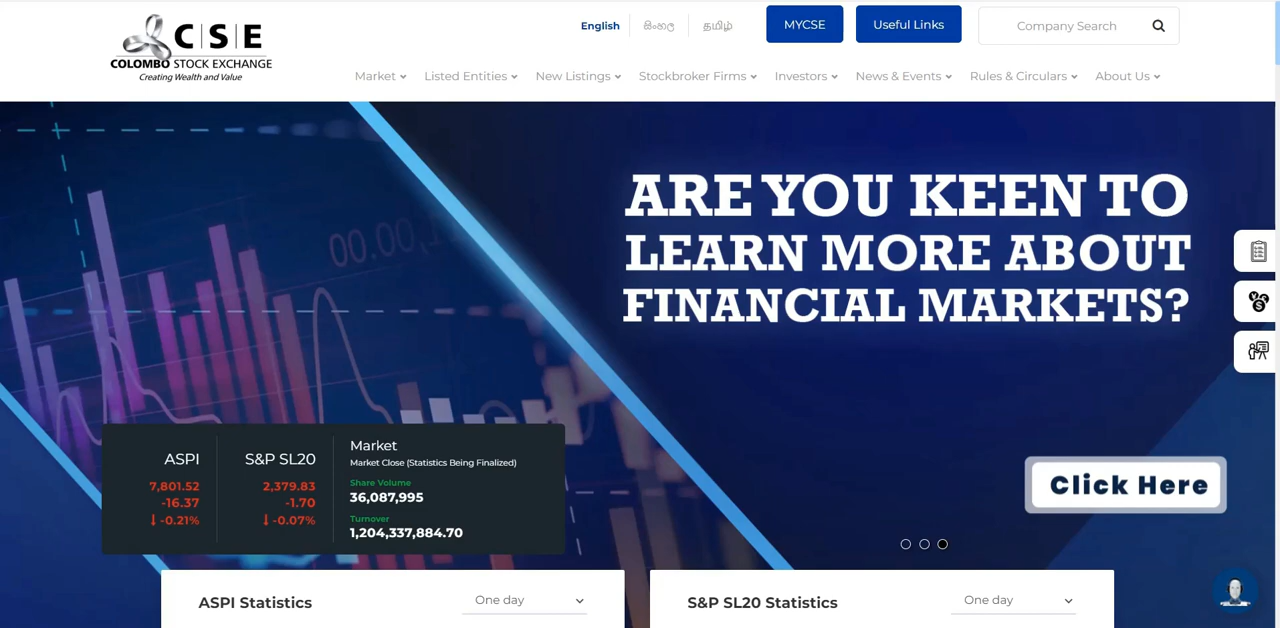 C|S|E
COLOMBO STOCK EXCHANGE
Creating Wealth and Value
English
සිංහල
தமிழ்
MYCSE
Useful Links
Company Search
Market
Listed Entities
New Listings
Stockbroker Firms
Investors
News & Events
Rules & Circulars
About Us
ARE YOU KEEN TO
LEARN MORE ABOUT
FINANCIAL MARKETS?
Click Here
ASPI
7,801.52
-16.37
↓ -0.21%
S&P SL20
2,379.83
-1.70
↓ -0.07%
Market
Market Close (Statistics Being Finalized)
Share Volume
36,087,995
Turnover
1,204,337,884.70
ASPI Statistics
One day
S&P SL20 Statistics
One day